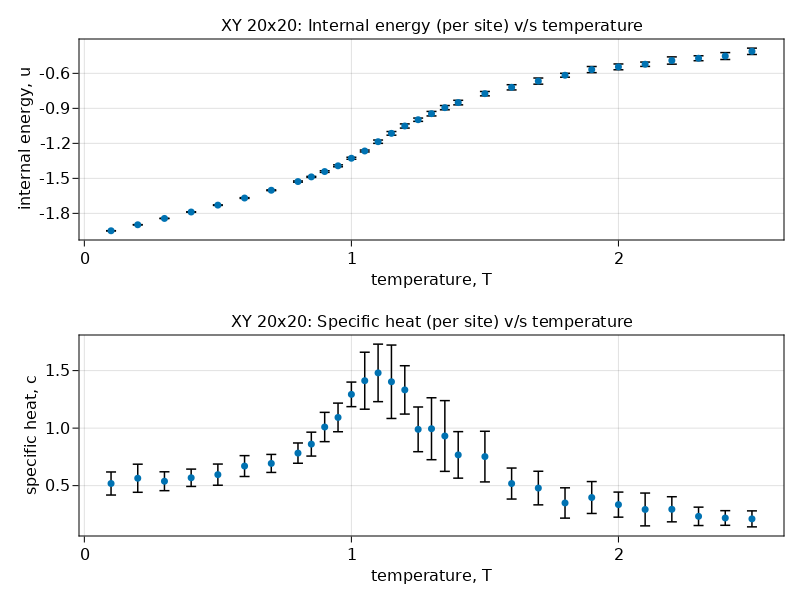 XY 20x20: Internal energy (per site) v/s temperature
internal energy, u
-0.6
-0.9
-1.2
-1.5
-1.8
0 1 2
temperature, T
XY 20x20: Specific heat (per site) v/s temperature
specific heat, c
1.5
1.0
0.5
0 1 2
temperature, T